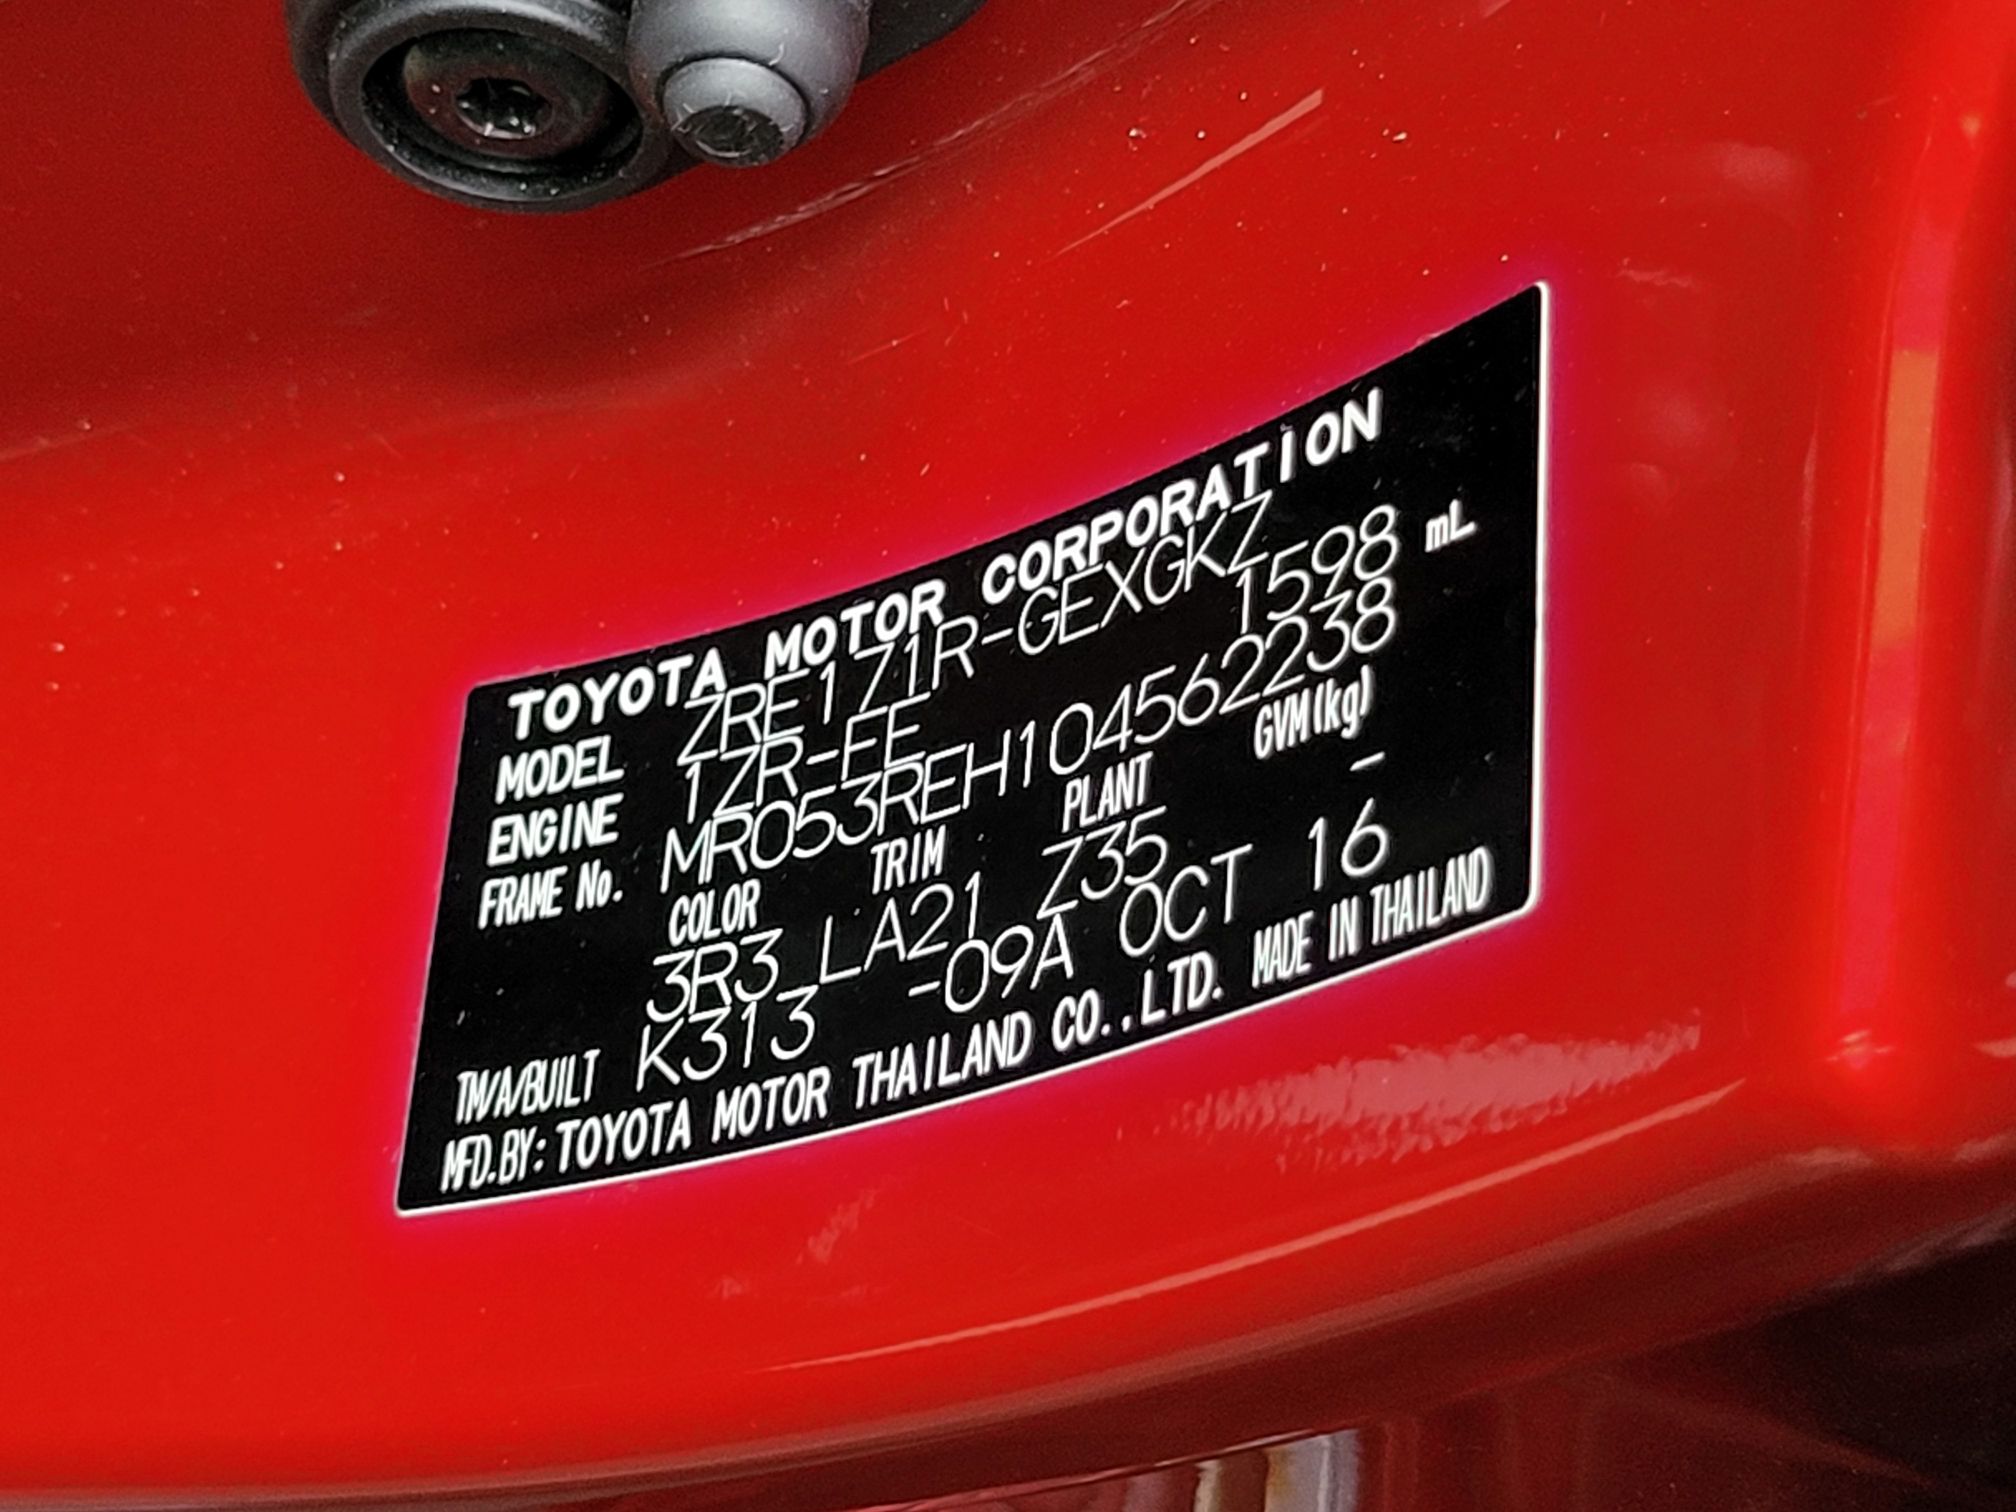 TOYOTA MOTOR CORPORATION
MODEL ZRE171R-GEXGKZ
ENGINE 1ZR-FE 1598 mL
FRAME No. MR053REH104562238
COLOR TRIM PLANT GVM(kg)
3R3 LA21 Z35 -
TM/A/BUILT K313 -09A OCT 16
MFD.BY: TOYOTA MOTOR THAILAND CO.,LTD. MADE IN THAILAND